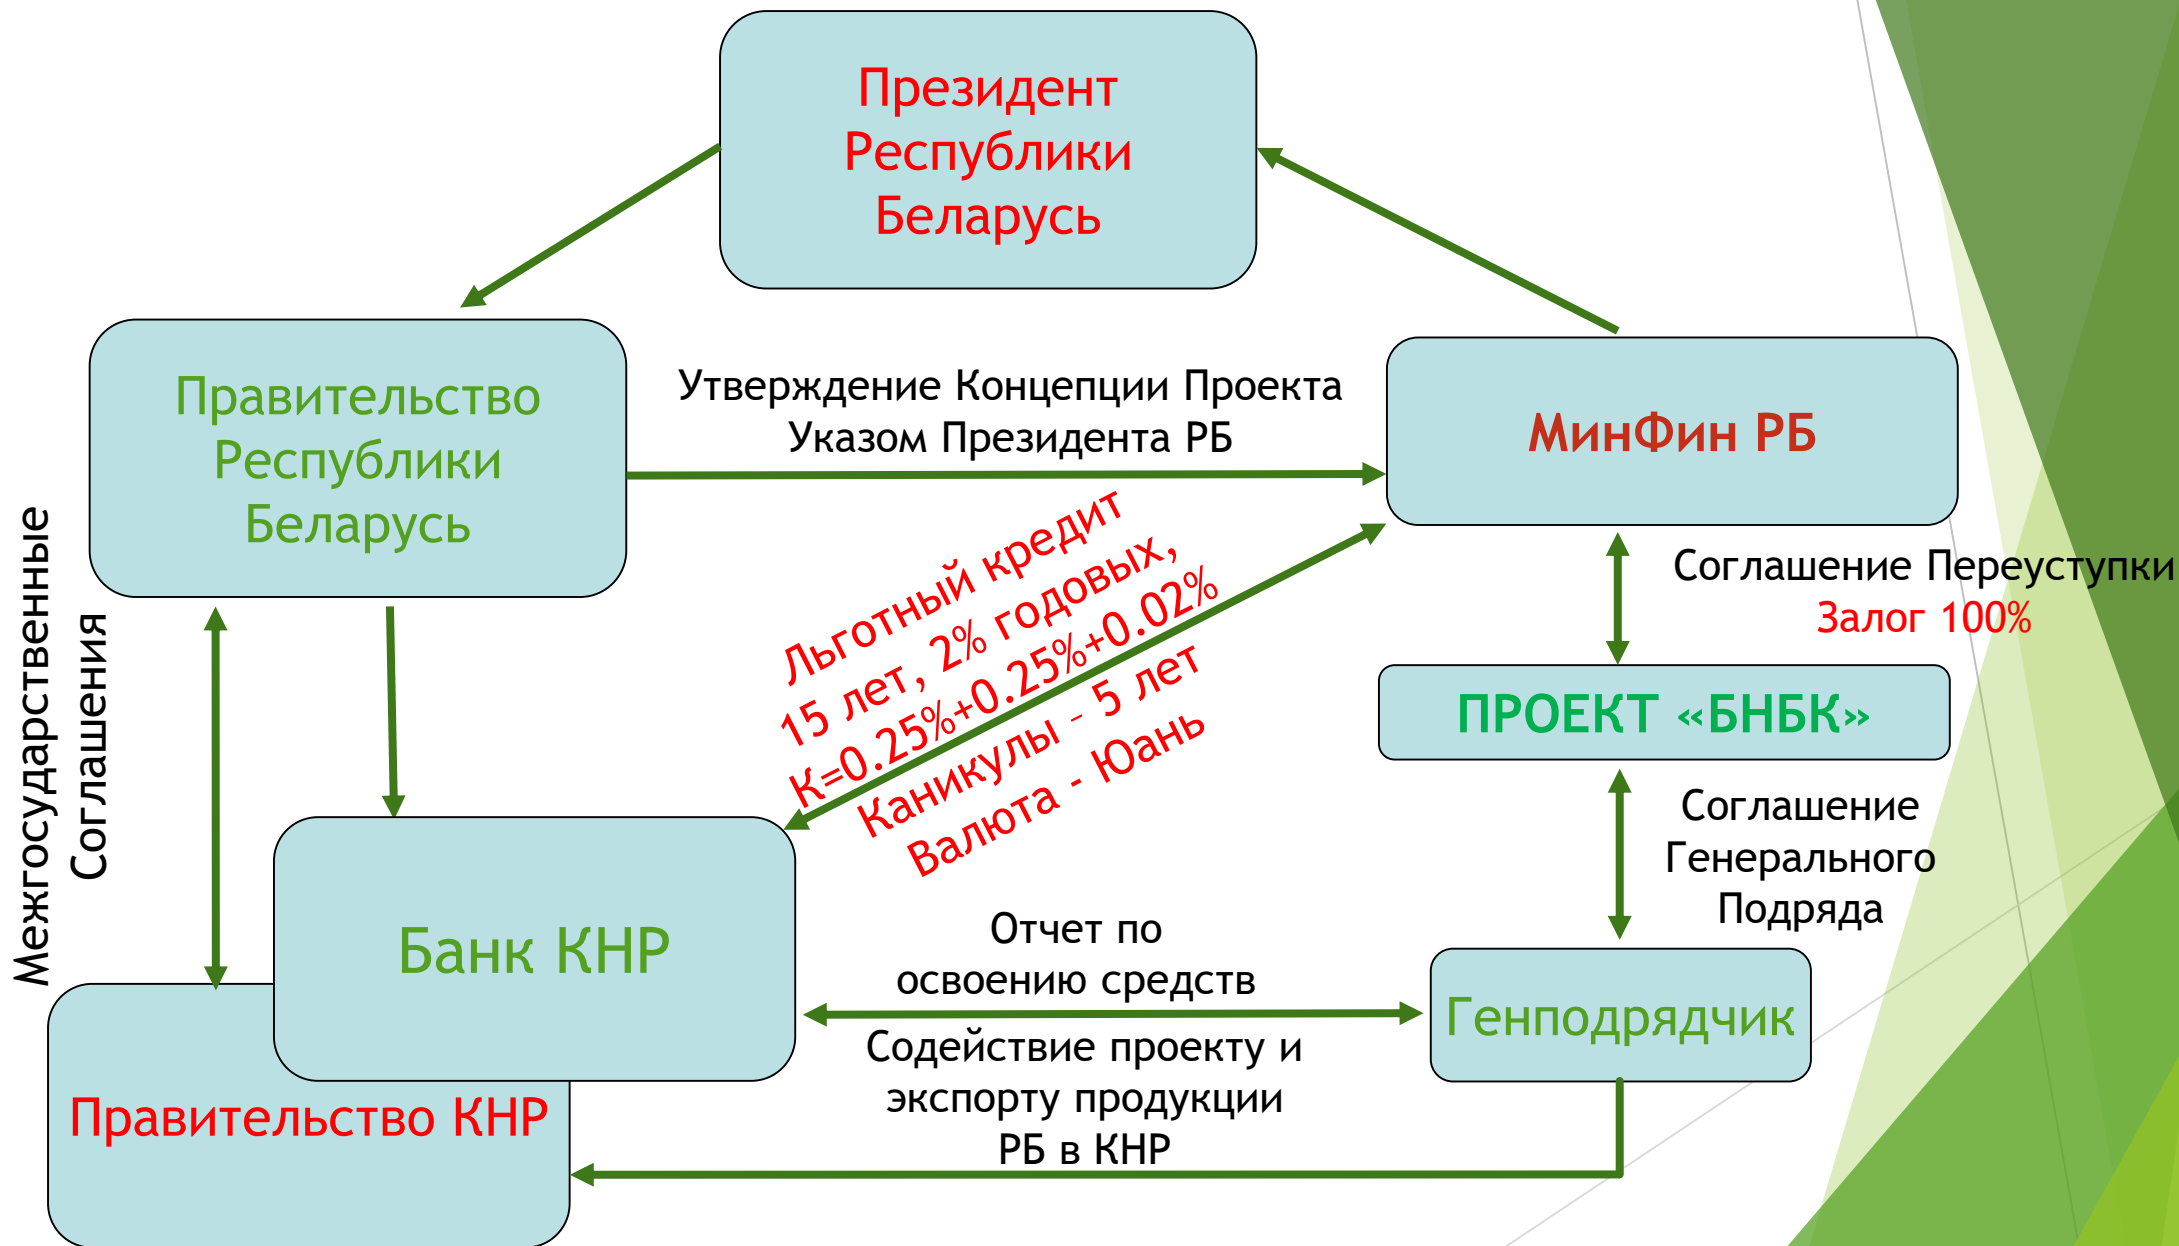 Президент
Республики
Беларусь
Правительство
Республики
Беларусь
Утверждение Концепции Проекта
Указом Президента РБ
МинФин РБ
Межгосударственные
Соглашения
Льготный кредит
15 лет, 2% годовых,
К=0.25%+0.25%+0.02%
Каникулы – 5 лет
Валюта - Юань
Соглашение Переуступки
Залог 100%
ПРОЕКТ «БНБК»
Соглашение
Генерального
Подряда
Банк КНР
Отчет по
освоению средств
Генподрядчик
Содействие проекту и
экспорту продукции
РБ в КНР
Правительство КНР